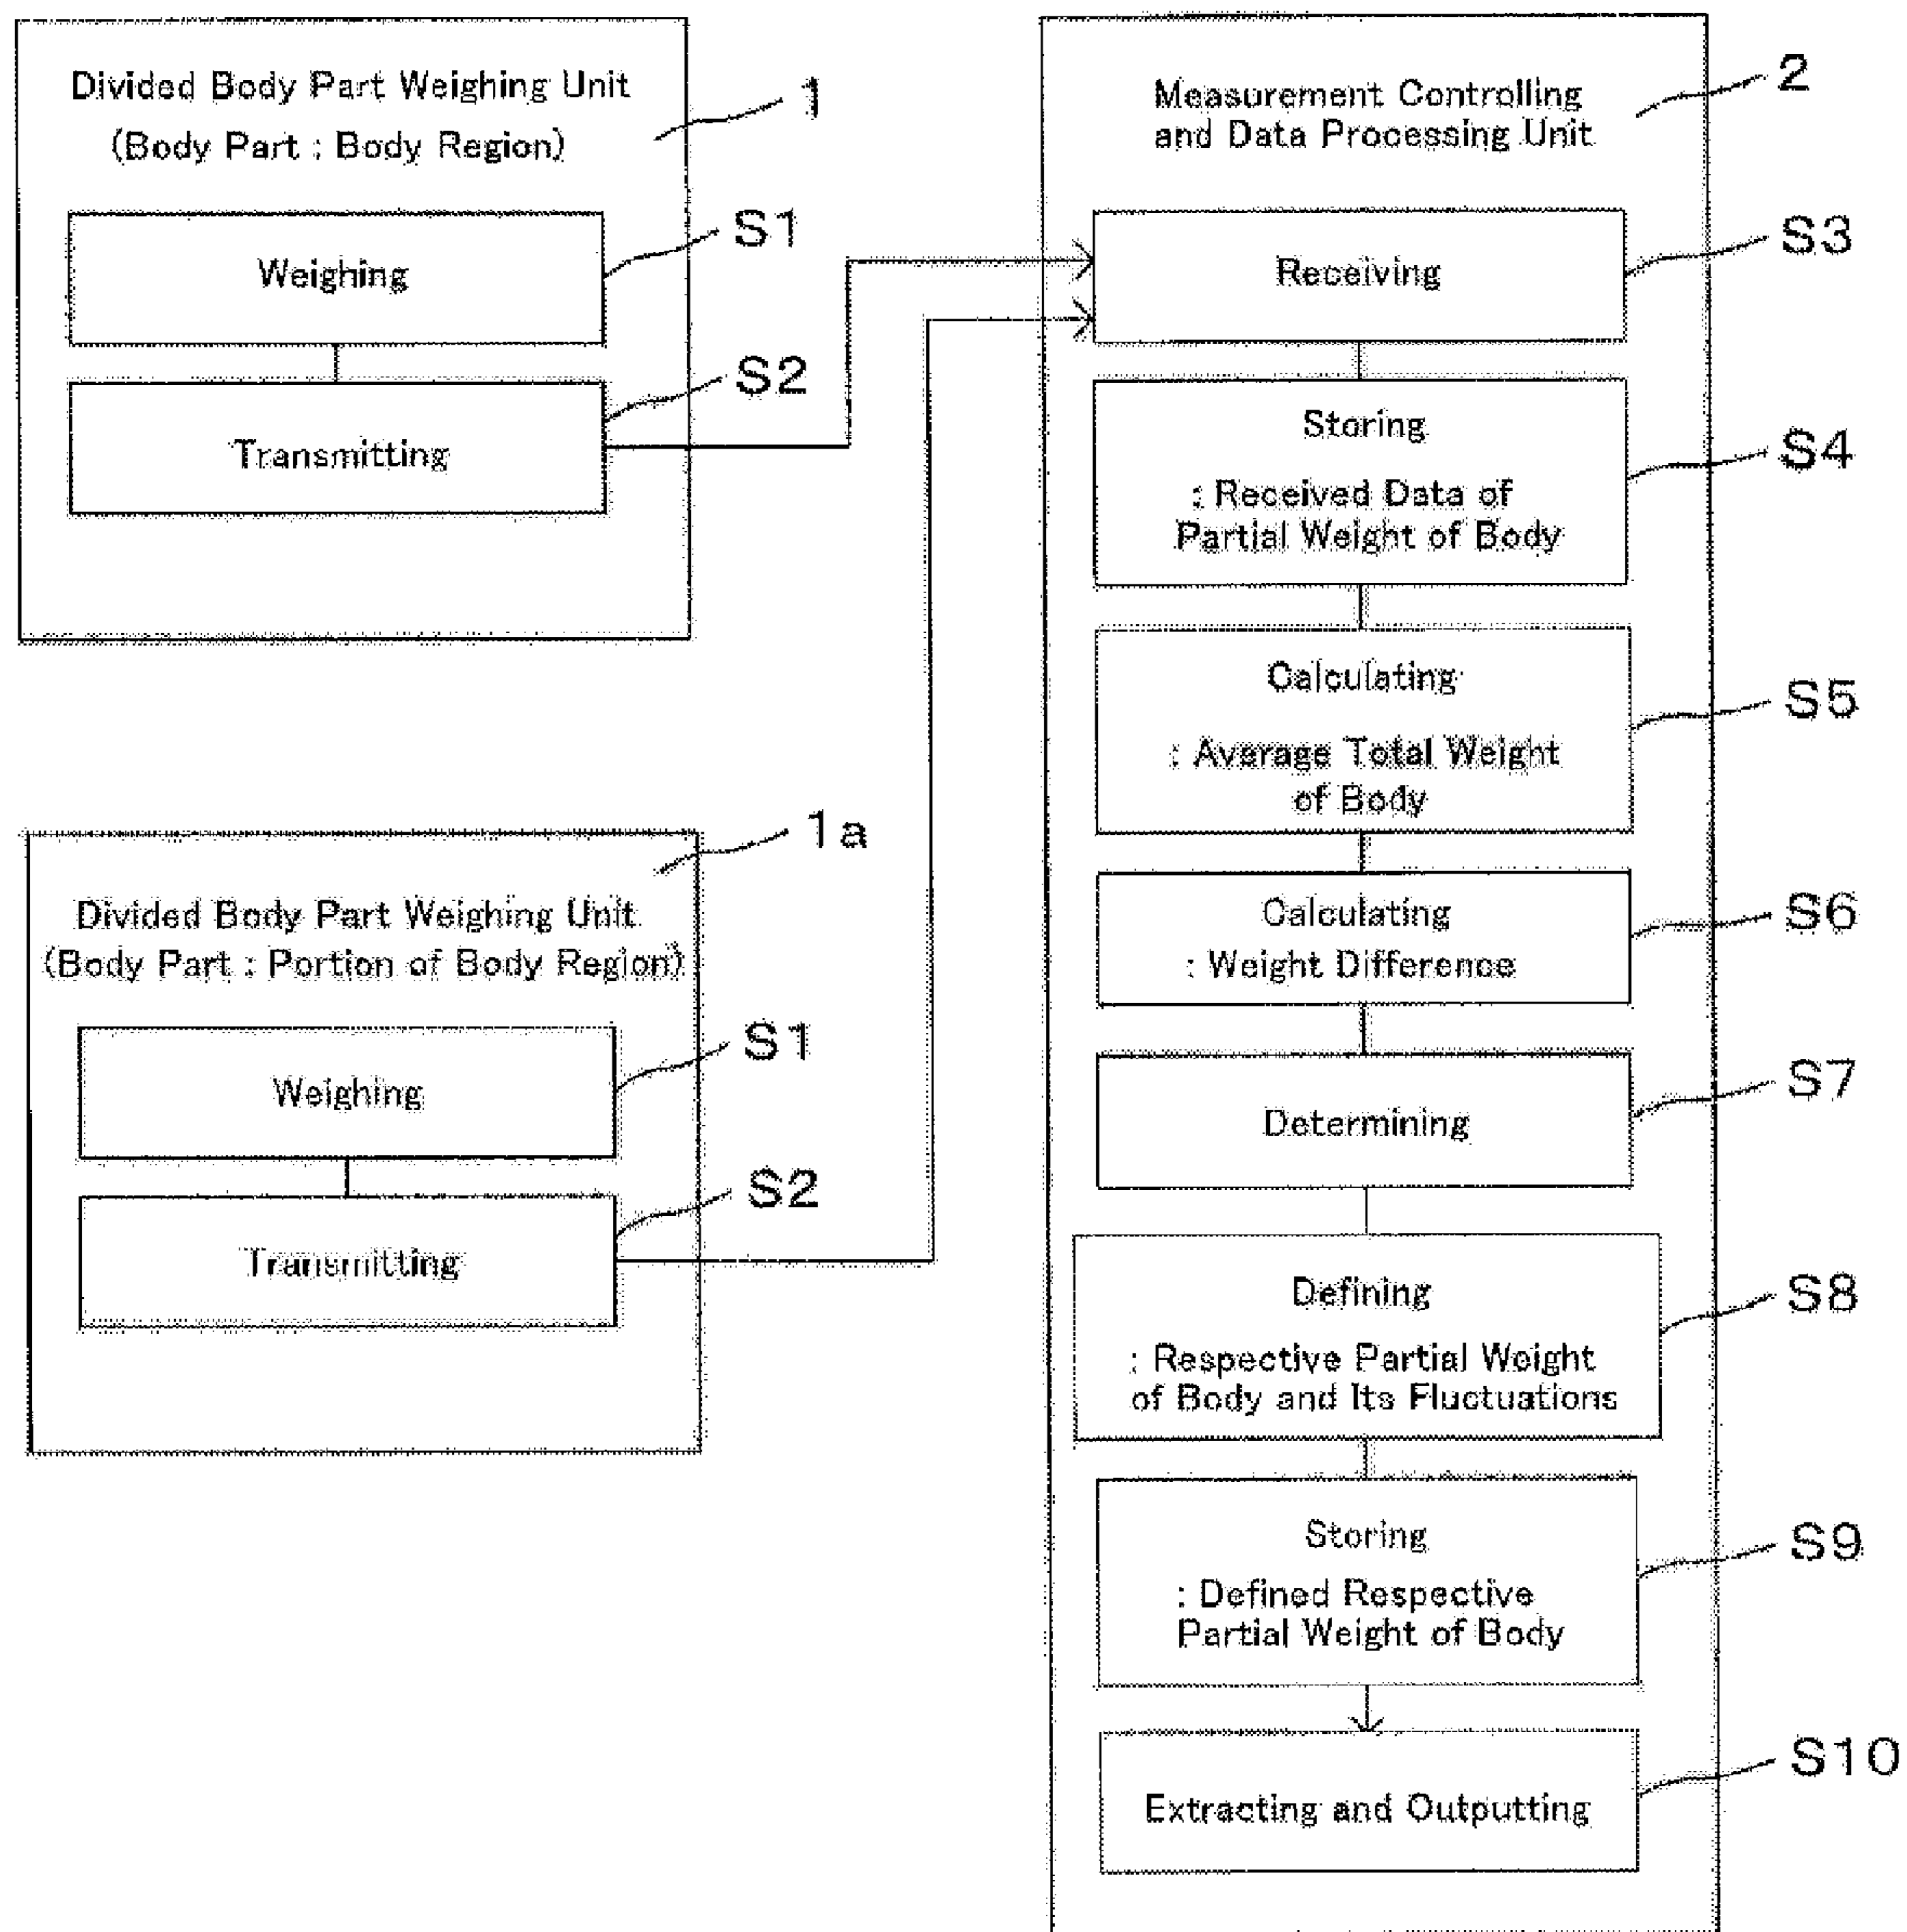 Divided Body Part Weighing Unit
(Body Part : Body Region)
1
Weighing
S1
Transmitting
S2
Divided Body Part Weighing Unit
(Body Part : Portion of Body Region)
1a
Weighing
S1
Transmitting
S2
Measurement Controlling
and Data Processing Unit
2
Receiving
S3
Storing
: Received Data of
Partial Weight of Body
S4
Calculating
: Average Total Weight
of Body
S5
Calculating
: Weight Difference
S6
Determining
S7
Defining
: Respective Partial Weight
of Body and Its Fluctuations
S8
Storing
: Defined Respective
Partial Weight of Body
S9
Extracting and Outputting
S10